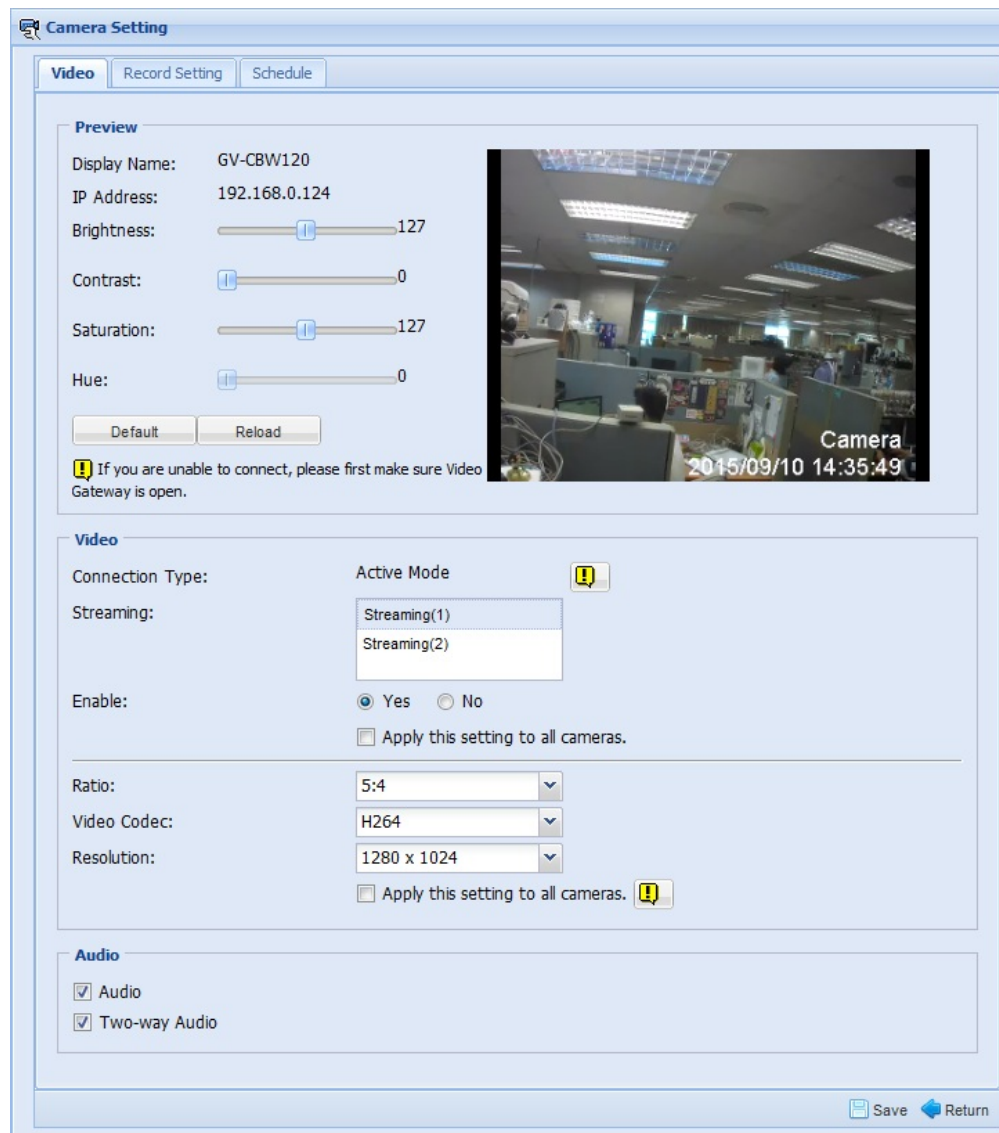 Camera Setting
Video
Record Setting
Schedule
Preview
Display Name: GV-CBW120
IP Address: 192.168.0.124
Brightness: 127
Contrast: 0
Saturation: 127
Hue: 0
Default
Reload
If you are unable to connect, please first make sure Video
Gateway is open.
Camera
2015/09/10 14:35:49
Video
Connection Type: Active Mode
Streaming: Streaming(1)
Streaming(2)
Enable: Yes No
Apply this setting to all cameras.
Ratio: 5:4
Video Codec: H264
Resolution: 1280 x 1024
Apply this setting to all cameras.
Audio
Audio
Two-way Audio
Save Return